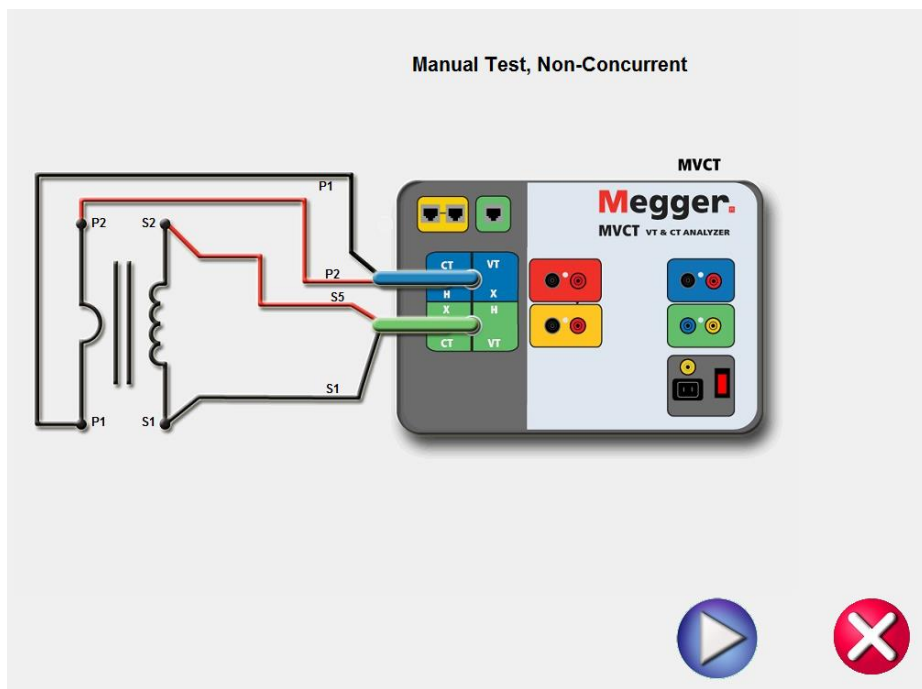 Manual Test, Non-Concurrent
MVCT
Megger.
MVCT VT & CT ANALYZER
P1
P2 S2
CT VT
P2
H X
S5
X H
CT VT
S1
P1 S1